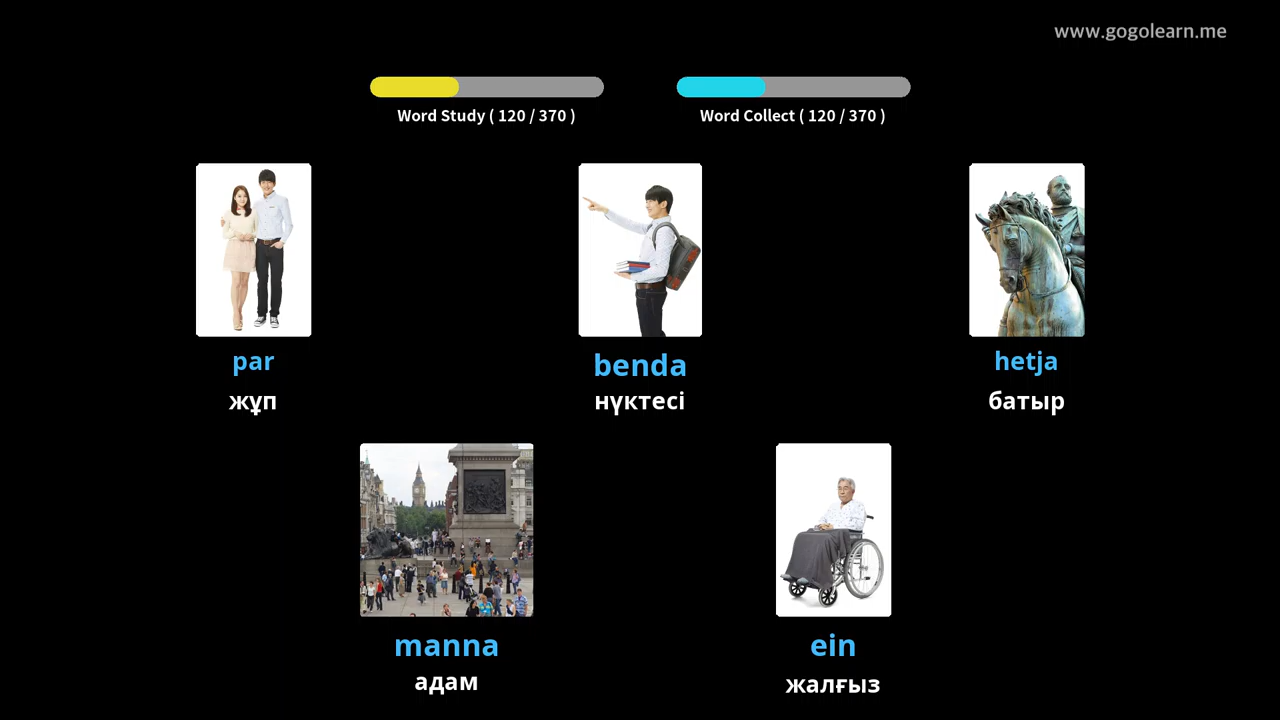 www.gogolearn.me
Word Study ( 120 / 370 )
Word Collect ( 120 / 370 )
par
benda
hetja
жұп
нүктесі
батыр
manna
ein
адам
жалғыз